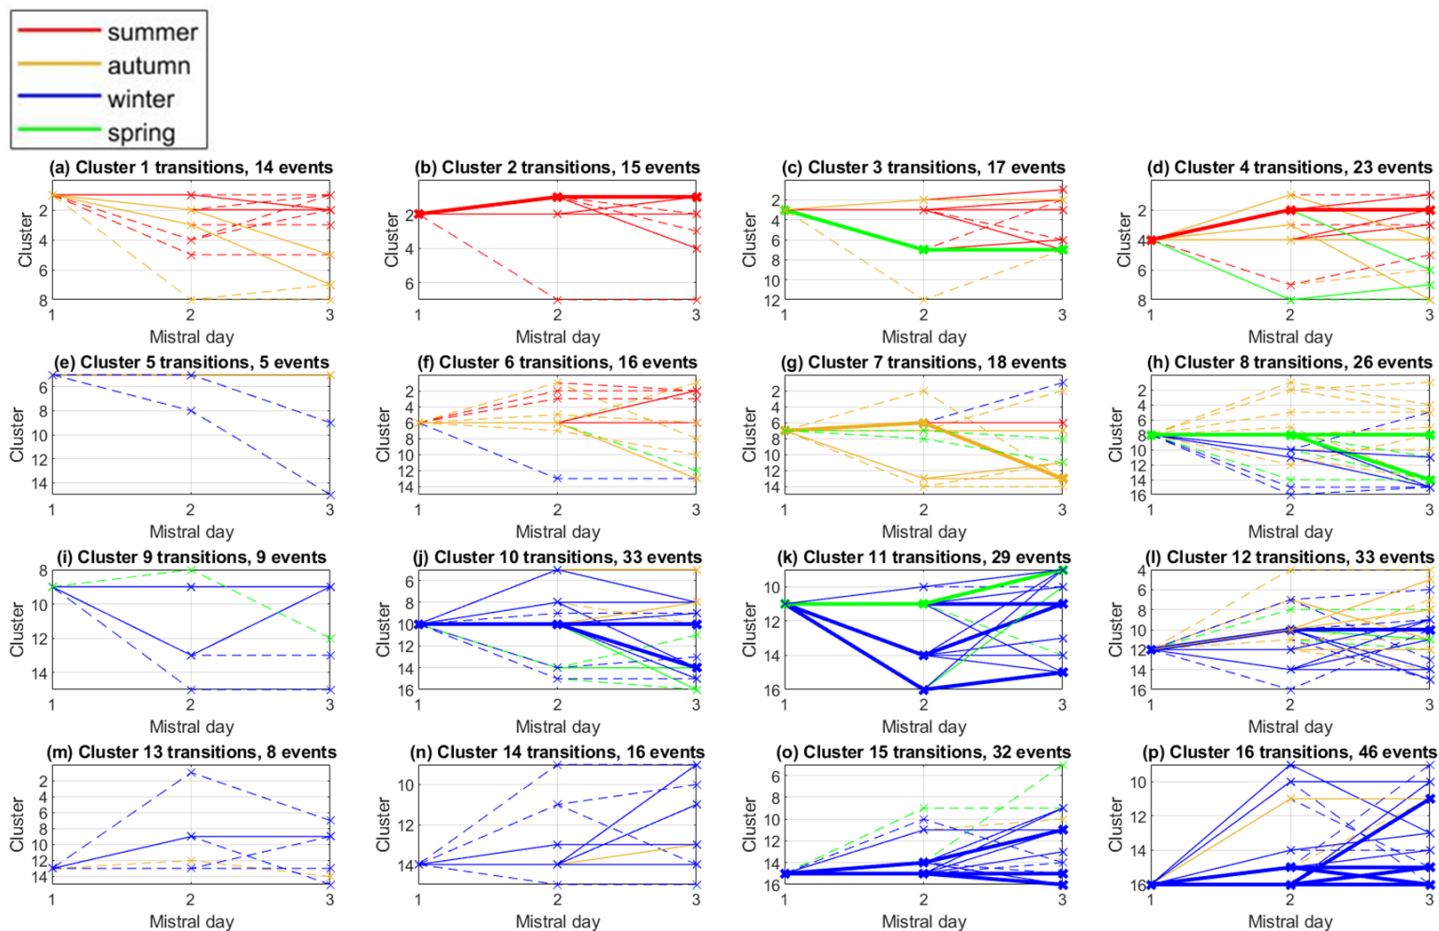 summer
autumn
winter
spring
(a) Cluster 1 transitions, 14 events
Cluster
2
4
6
8
1
2
3
Mistral day
(b) Cluster 2 transitions, 15 events
Cluster
2
4
6
1
2
3
Mistral day
(c) Cluster 3 transitions, 17 events
Cluster
2
4
6
8
10
12
1
2
3
Mistral day
(d) Cluster 4 transitions, 23 events
Cluster
2
4
6
8
1
2
3
Mistral day
(e) Cluster 5 transitions, 5 events
Cluster
6
8
10
12
14
1
2
3
Mistral day
(f) Cluster 6 transitions, 16 events
Cluster
2
4
6
8
10
12
14
1
2
3
Mistral day
(g) Cluster 7 transitions, 18 events
Cluster
2
4
6
8
10
12
14
1
2
3
Mistral day
(h) Cluster 8 transitions, 26 events
Cluster
2
4
6
8
10
12
14
16
1
2
3
Mistral day
(i) Cluster 9 transitions, 9 events
Cluster
8
10
12
14
1
2
3
Mistral day
(j) Cluster 10 transitions, 33 events
Cluster
6
8
10
12
14
16
1
2
3
Mistral day
(k) Cluster 11 transitions, 29 events
Cluster
10
12
14
16
1
2
3
Mistral day
(l) Cluster 12 transitions, 33 events
Cluster
4
6
8
10
12
14
16
1
2
3
Mistral day
(m) Cluster 13 transitions, 8 events
Cluster
2
4
6
8
10
12
14
1
2
3
Mistral day
(n) Cluster 14 transitions, 16 events
Cluster
10
12
14
1
2
3
Mistral day
(o) Cluster 15 transitions, 32 events
Cluster
6
8
10
12
14
16
1
2
3
Mistral day
(p) Cluster 16 transitions, 46 events
Cluster
10
12
14
16
1
2
3
Mistral day